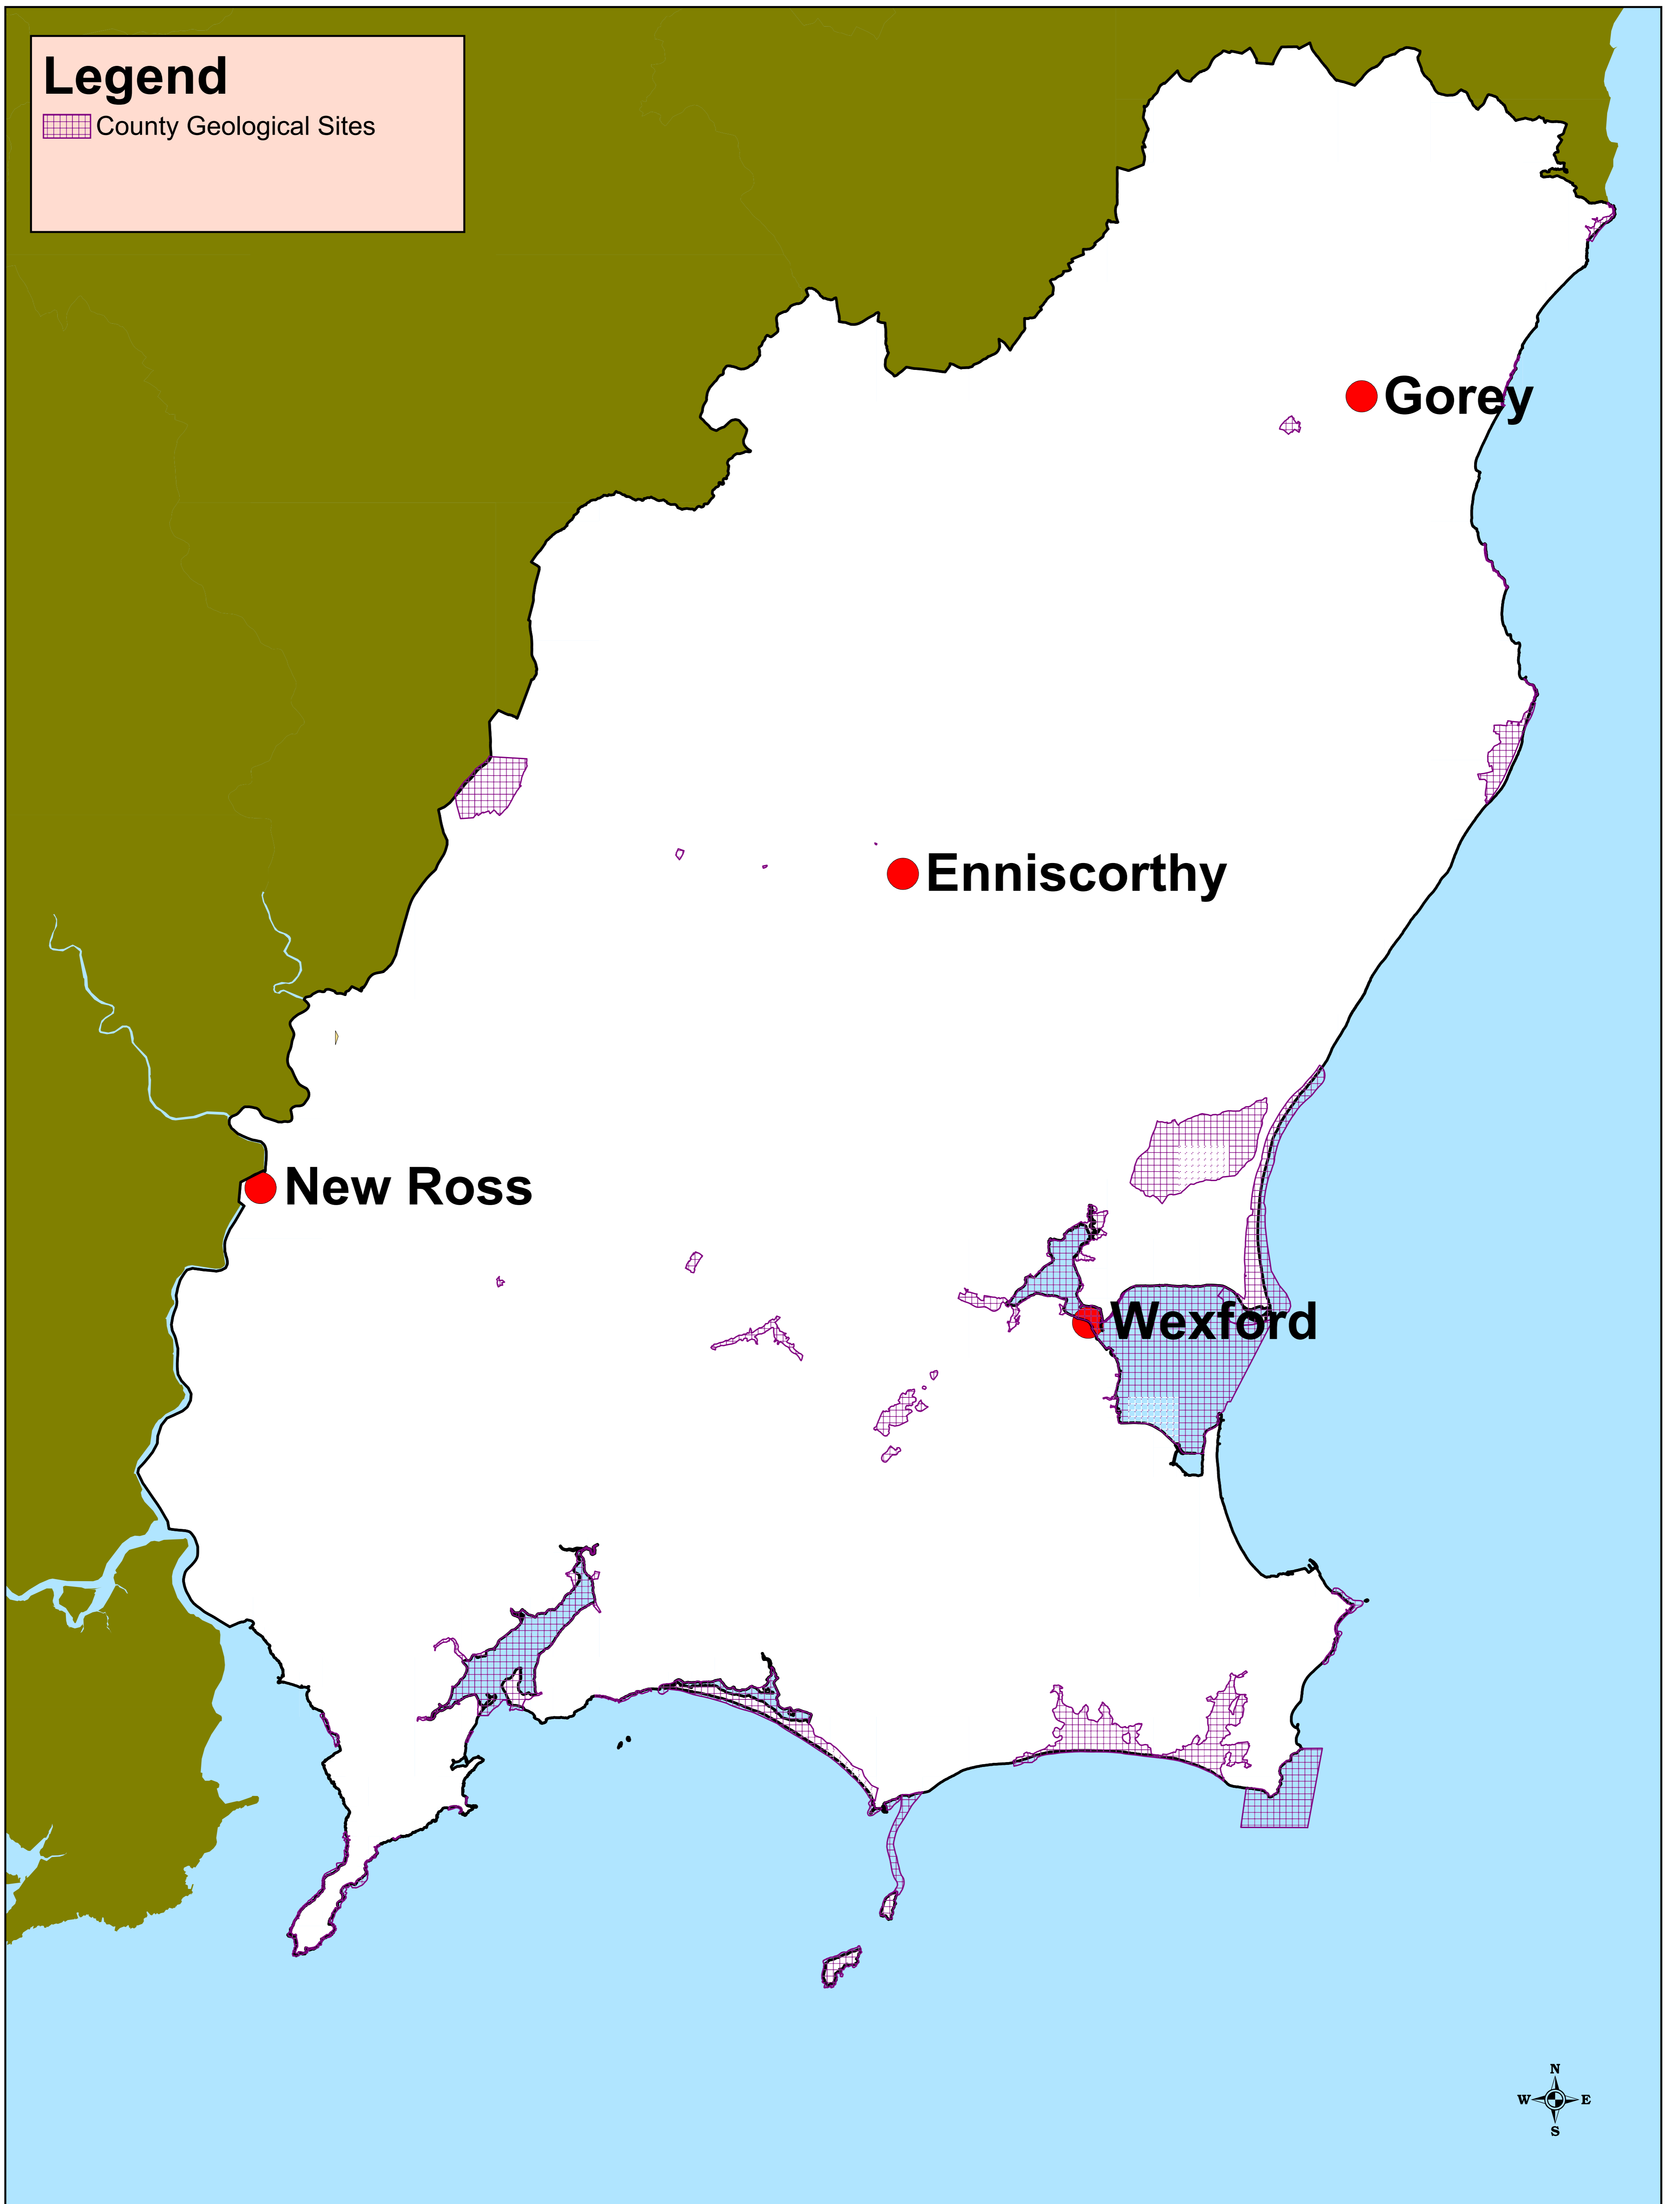 Legend
County Geological Sites
Gorey
Enniscorthy
New Ross
Wexford
N
W E
S